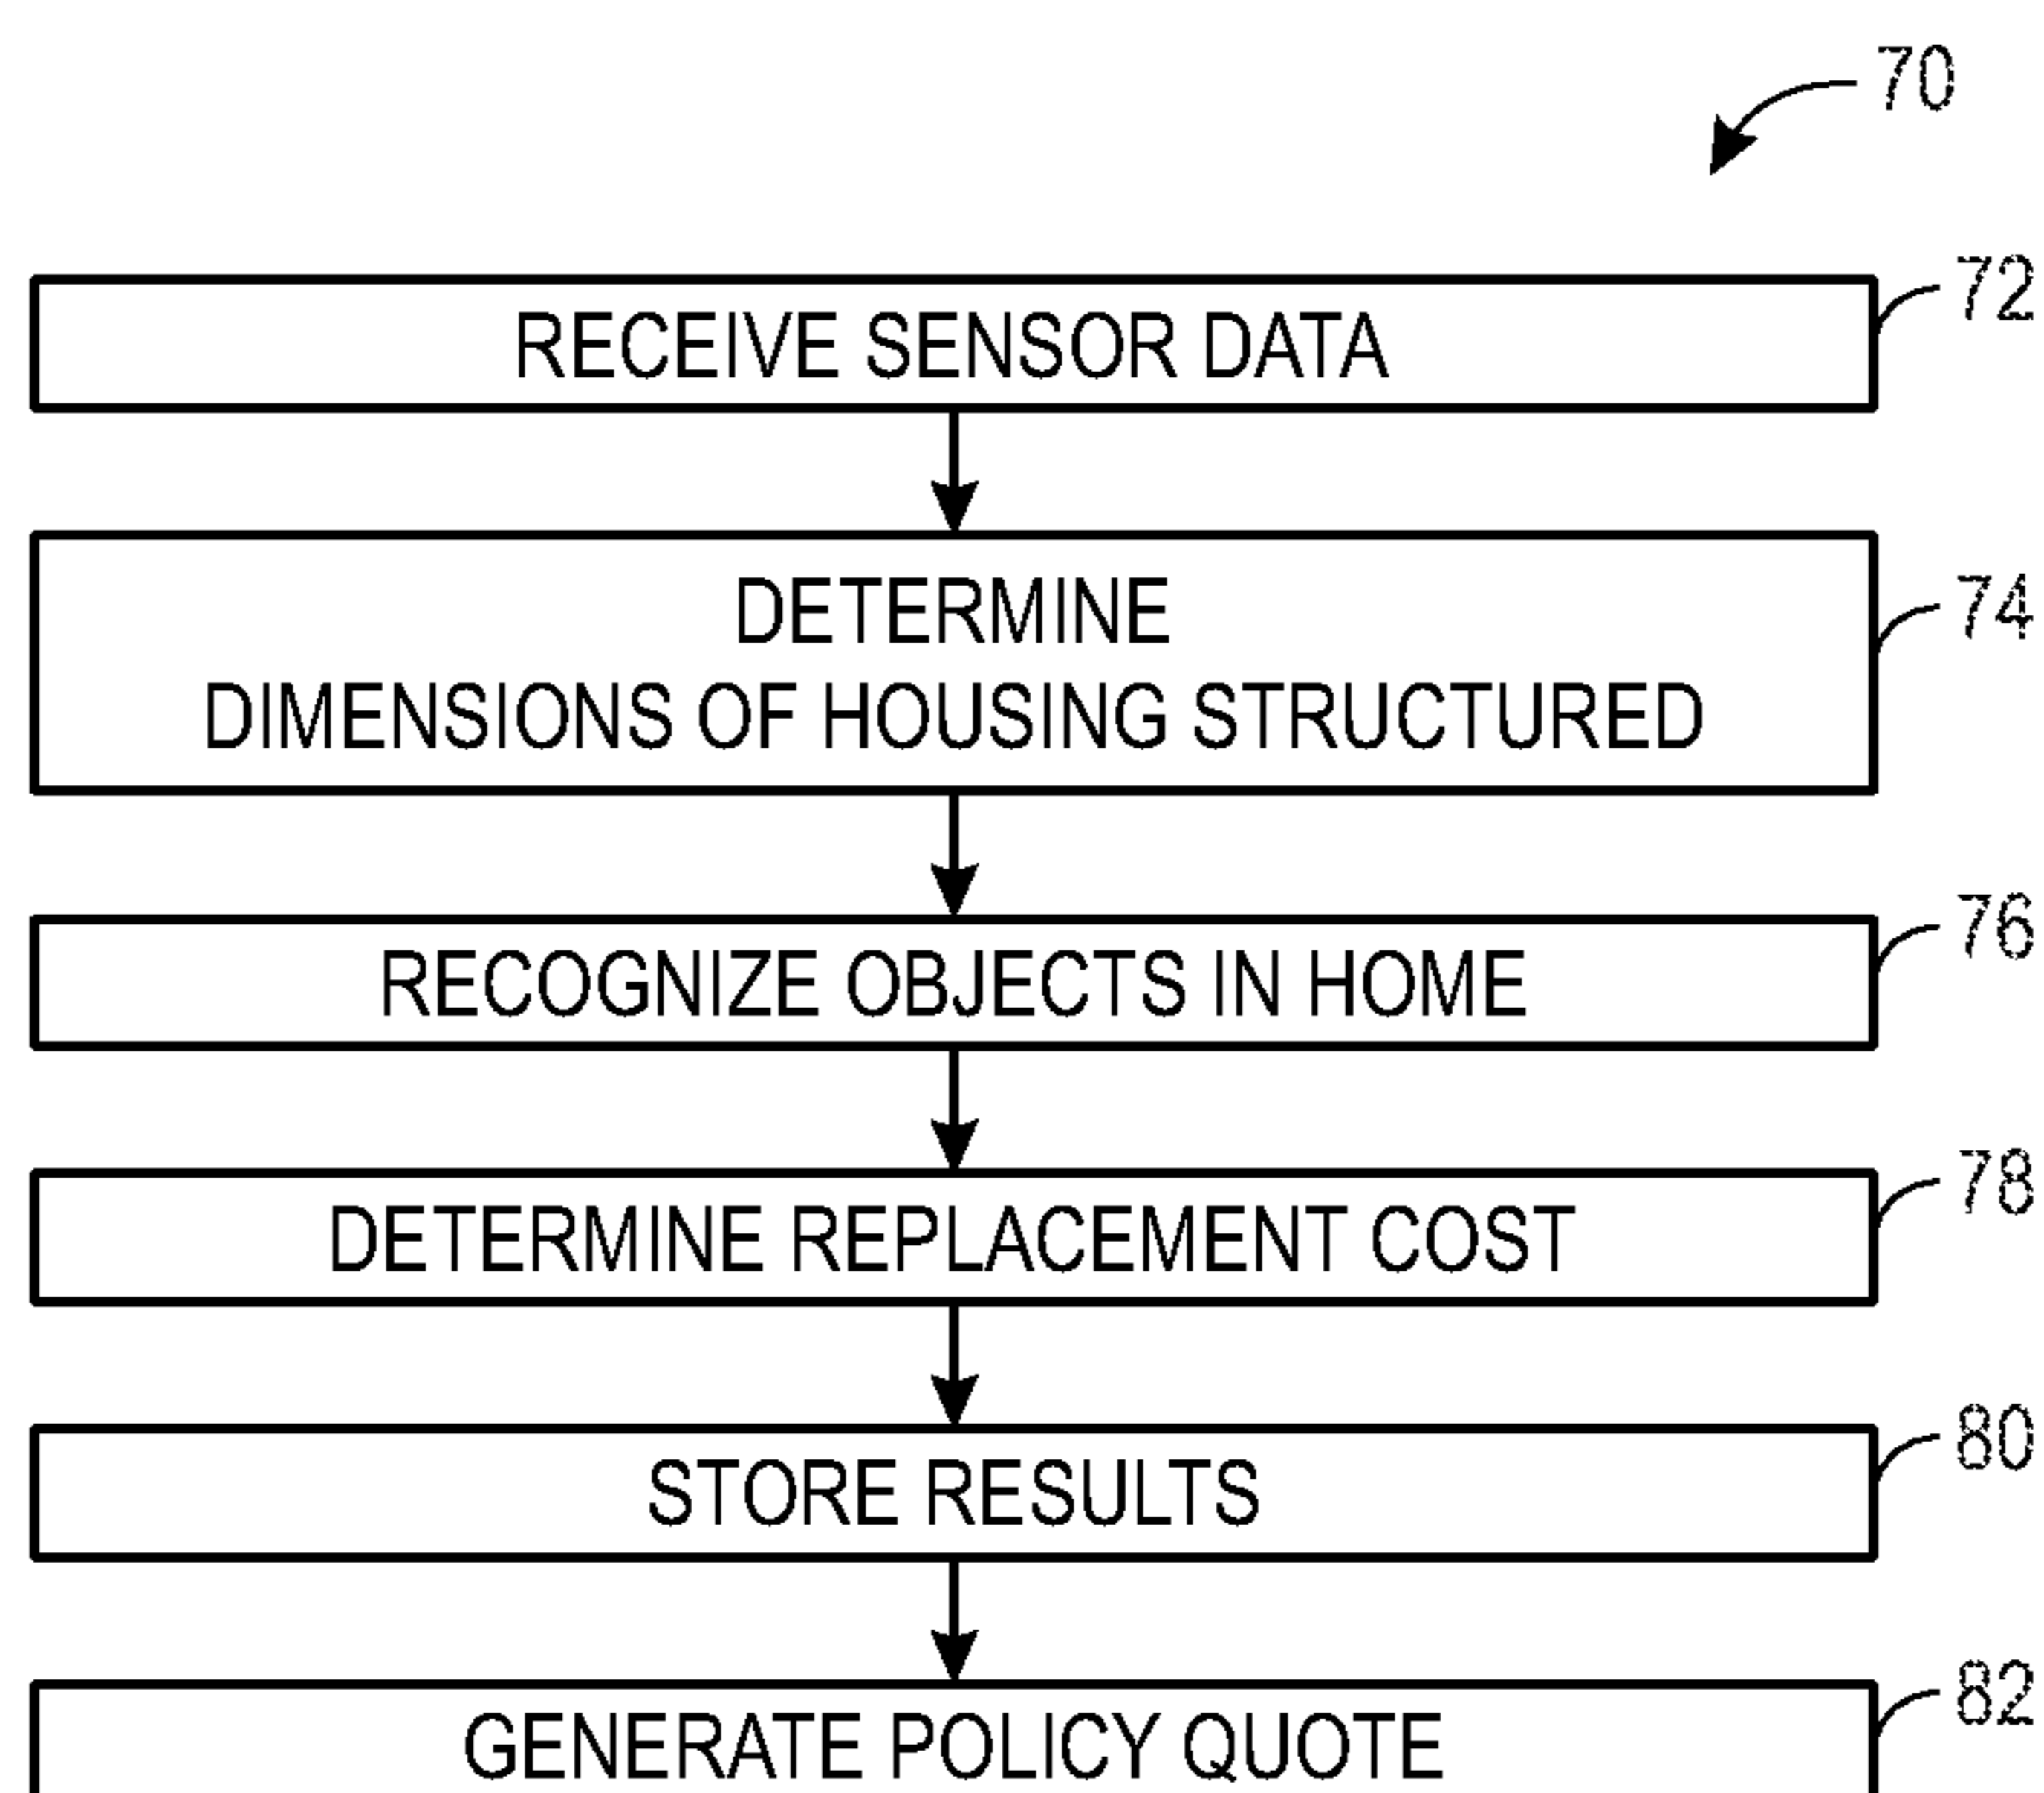 70
RECEIVE SENSOR DATA
72
DETERMINE
DIMENSIONS OF HOUSING STRUCTURED
74
RECOGNIZE OBJECTS IN HOME
76
DETERMINE REPLACEMENT COST
78
STORE RESULTS
80
GENERATE POLICY QUOTE
82